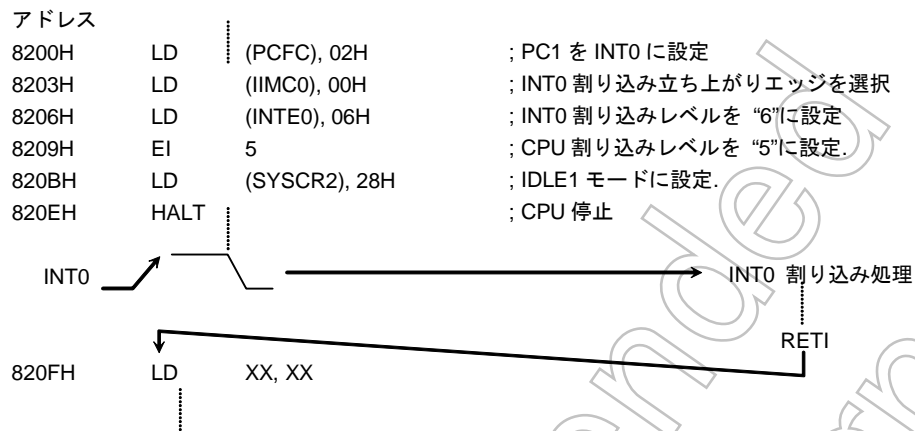 アドレス
8200H LD (PCFC), 02H ; PC1 を INT0 に設定
8203H LD (IIMC0), 00H ; INT0 割り込み立ち上がりエッジを選択
8206H LD (INTE0), 06H ; INT0 割り込みレベルを “6”に設定
8209H EI 5 ; CPU 割り込みレベルを “5”に設定.
820BH LD (SYSCR2), 28H ; IDLE1 モードに設定.
820EH HALT ; CPU 停止
INT0 INT0 割り込み処理
RETI
820FH LD XX, XX